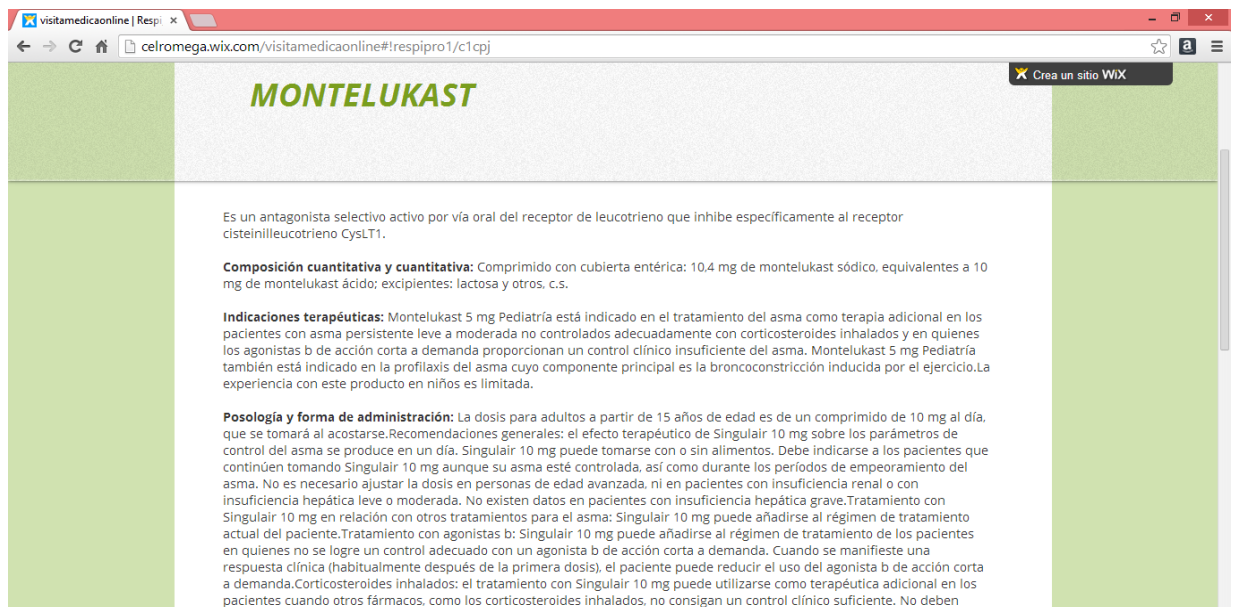 visitamedicaonline | Respi
celromega.wix.com/visitamedicaonline#!respipro1/c1cpj
Crea un sitio WiX
MONTELUKAST
Es un antagonista selectivo activo por vía oral del receptor de leucotrieno que inhibe específicamente al receptor
cisteinilleucotrieno CysLT1.
Composición cuantitativa y cuantitativa: Comprimido con cubierta entérica: 10,4 mg de montelukast sódico, equivalentes a 10
mg de montelukast ácido; excipientes: lactosa y otros, c.s.
Indicaciones terapéuticas: Montelukast 5 mg Pediatría está indicado en el tratamiento del asma como terapia adicional en los
pacientes con asma persistente leve a moderada no controlados adecuadamente con corticosteroides inhalados y en quienes
los agonistas b de acción corta a demanda proporcionan un control clínico insuficiente del asma. Montelukast 5 mg Pediatría
también está indicado en la profilaxis del asma cuyo componente principal es la broncoconstricción inducida por el ejercicio.La
experiencia con este producto en niños es limitada.
Posología y forma de administración: La dosis para adultos a partir de 15 años de edad es de un comprimido de 10 mg al día,
que se tomará al acostarse.Recomendaciones generales: el efecto terapéutico de Singulair 10 mg sobre los parámetros de
control del asma se produce en un día. Singulair 10 mg puede tomarse con o sin alimentos. Debe indicarse a los pacientes que
continúen tomando Singulair 10 mg aunque su asma esté controlada, así como durante los períodos de empeoramiento del
asma. No es necesario ajustar la dosis en personas de edad avanzada, ni en pacientes con insuficiencia renal o con
insuficiencia hepática leve o moderada. No existen datos en pacientes con insuficiencia hepática grave.Tratamiento con
Singulair 10 mg en relación con otros tratamientos para el asma: Singulair 10 mg puede añadirse al régimen de tratamiento
actual del paciente.Tratamiento con agonistas b: Singulair 10 mg puede añadirse al régimen de tratamiento de los pacientes
en quienes no se logre un control adecuado con un agonista b de acción corta a demanda. Cuando se manifieste una
respuesta clínica (habitualmente después de la primera dosis), el paciente puede reducir el uso del agonista b de acción corta
a demanda.Corticosteroides inhalados: el tratamiento con Singulair 10 mg puede utilizarse como terapéutica adicional en los
pacientes cuando otros fármacos, como los corticosteroides inhalados, no consigan un control clínico suficiente. No deben